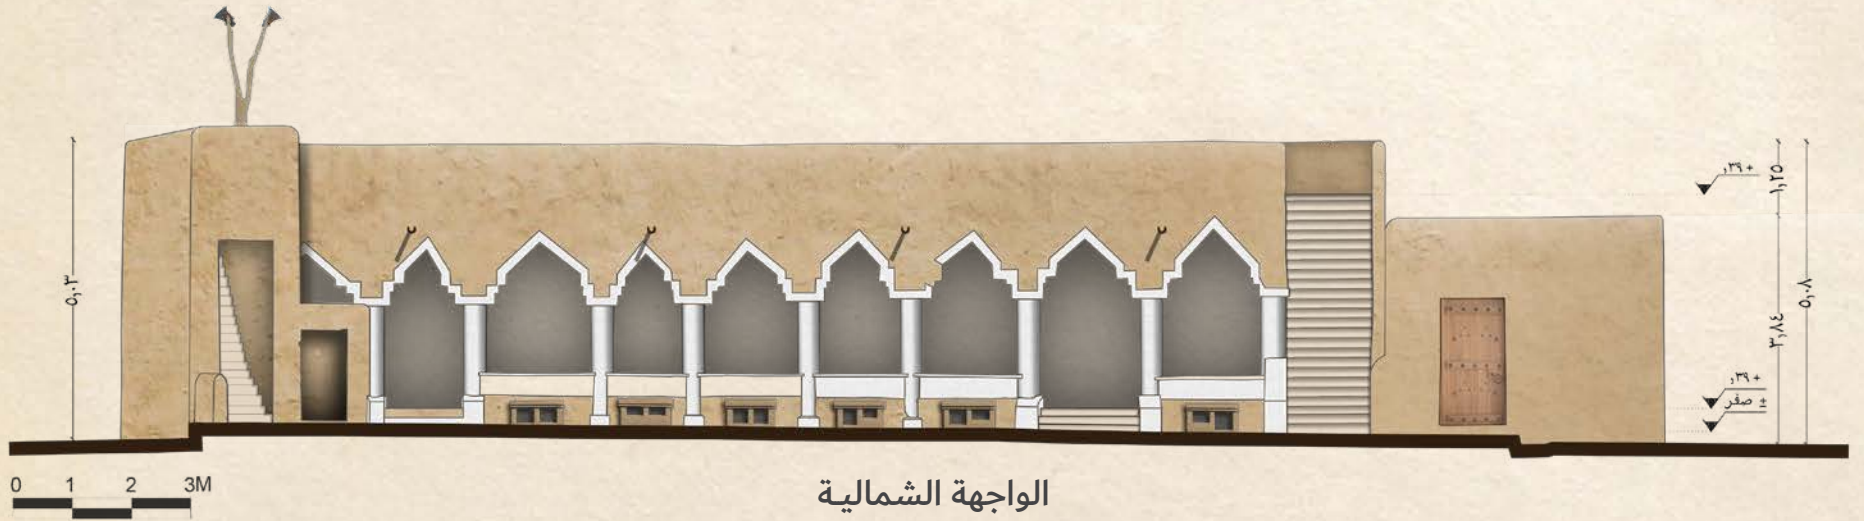 + ٣٩,
١,٢٥
٥,٠٣
٣,٨٤
٥,٠٨
+ ٣٩,
± صفر
0 1 2 3M
الواجهة الشمالية